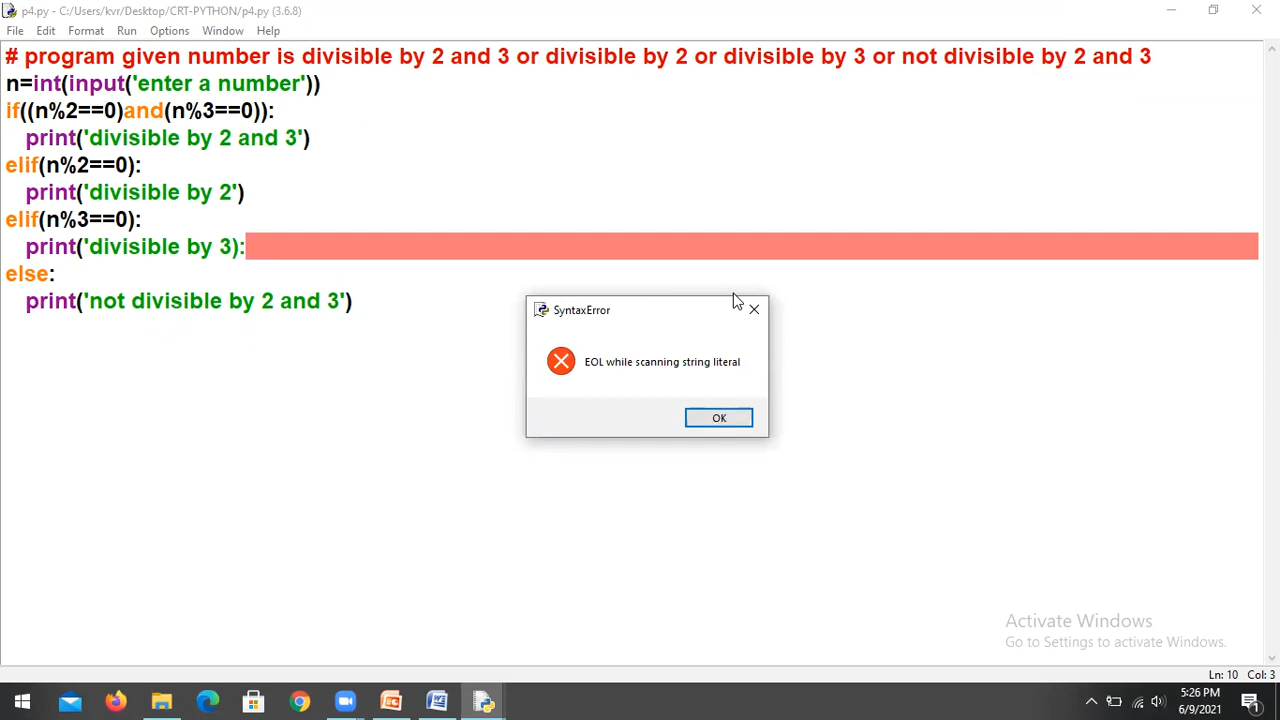 p4.py - C:/Users/kvr/Desktop/CRT-PYTHON/p4.py (3.6.8)
File Edit Format Run Options Window Help
# program given number is divisible by 2 and 3 or divisible by 2 or divisible by 3 or not divisible by 2 and 3
n=int(input('enter a number'))
if((n%2==0)and(n%3==0)):
    print('divisible by 2 and 3')
elif(n%2==0):
    print('divisible by 2')
elif(n%3==0):
    print('divisible by 3):
else:
    print('not divisible by 2 and 3')
SyntaxError
EOL while scanning string literal
OK
Activate Windows
Go to Settings to activate Windows.
Ln: 10 Col: 3
5:26 PM
6/9/2021
1